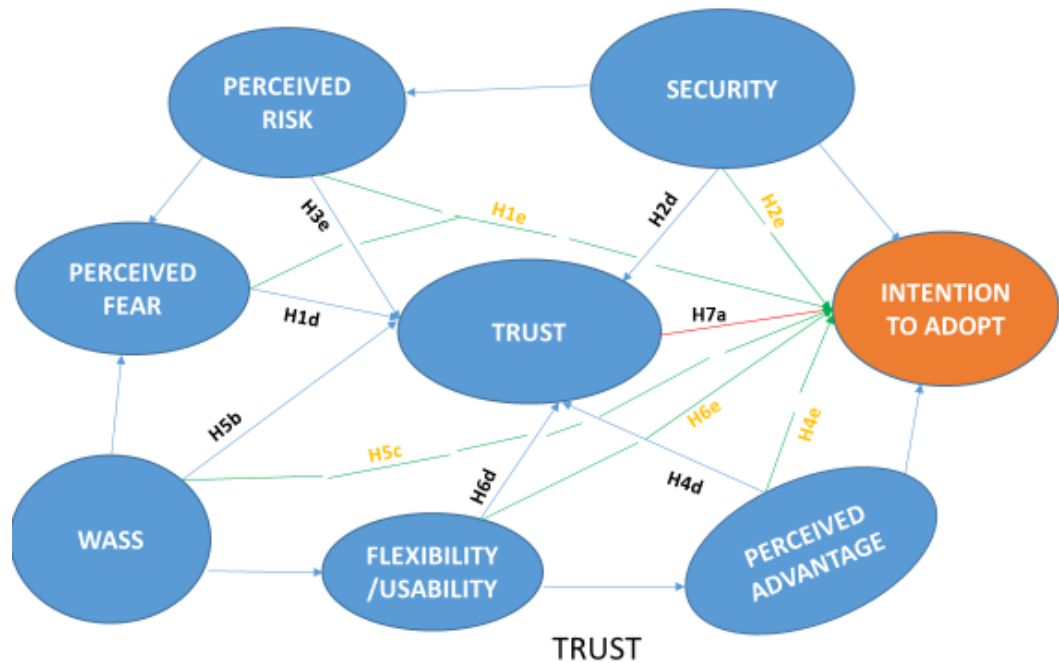 PERCEIVED
RISK
SECURITY
H3e
H1e
H2d
H2e
PERCEIVED
FEAR
H1d
TRUST
H7a
INTENTION
TO ADOPT
H5b
H5c
H6d
H6e
H4d
H4e
WASS
FLEXIBILITY
/USABILITY
PERCEIVED
ADVANTAGE
TRUST